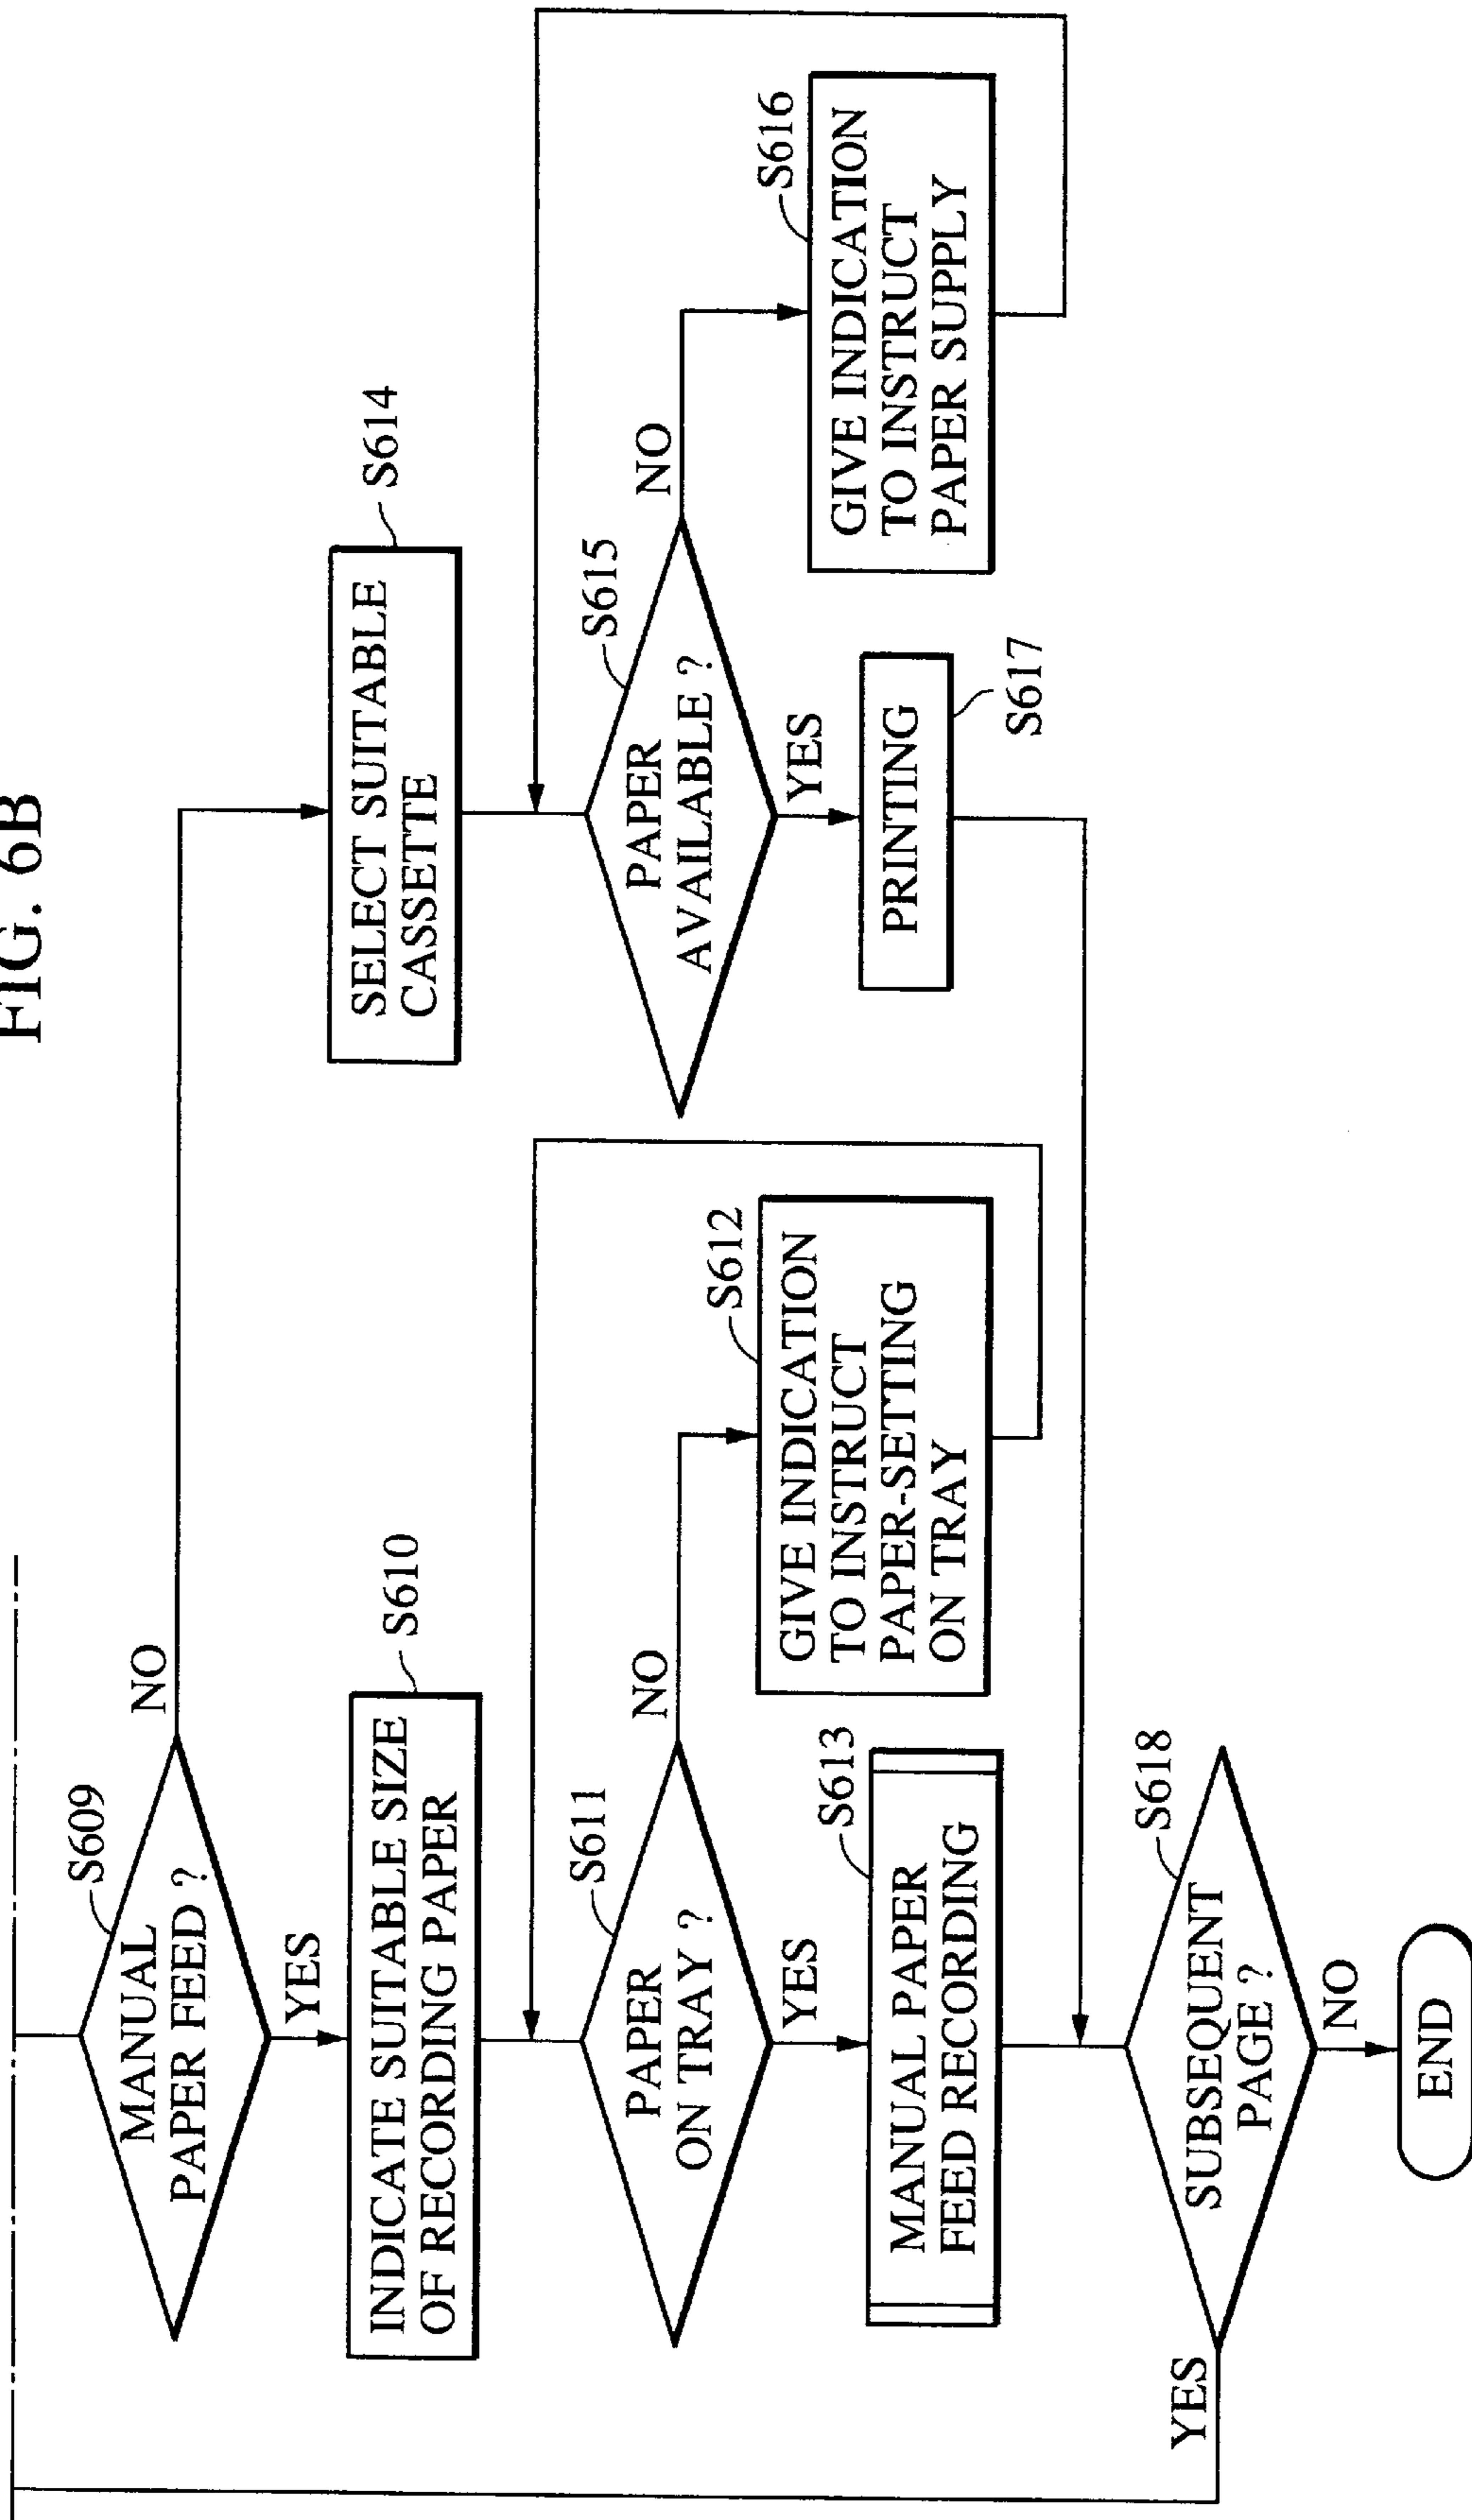 FIG. 6B
S609
MANUAL
PAPER FEED ?
NO
YES
INDICATE SUITABLE SIZE
OF RECORDING PAPER
S610
S611
PAPER
ON TRAY ?
NO
YES
GIVE INDICATION
TO INSTRUCT
PAPER-SETTING
ON TRAY
S612
S613
MANUAL PAPER
FEED RECORDING
SELECT SUITABLE
CASSETTE
S614
S615
PAPER
AVAILABLE ?
NO
YES
GIVE INDICATION
TO INSTRUCT
PAPER SUPPLY
S616
PRINTING
S617
S618
SUBSEQUENT
PAGE ?
YES
NO
END